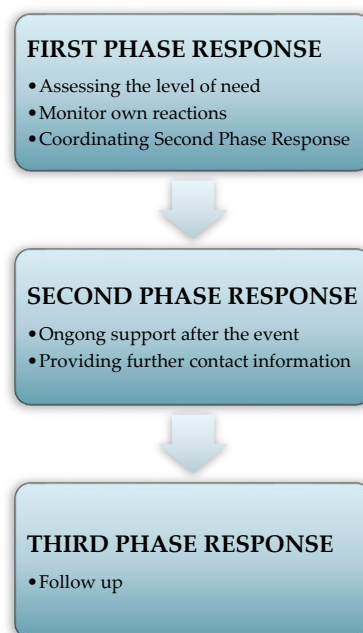 FIRST PHASE RESPONSE
•Assessing the level of need
•Monitor own reactions
•Coordinating Second Phase Response
SECOND PHASE RESPONSE
•Ongong support after the event
•Providing further contact information
THIRD PHASE RESPONSE
•Follow up